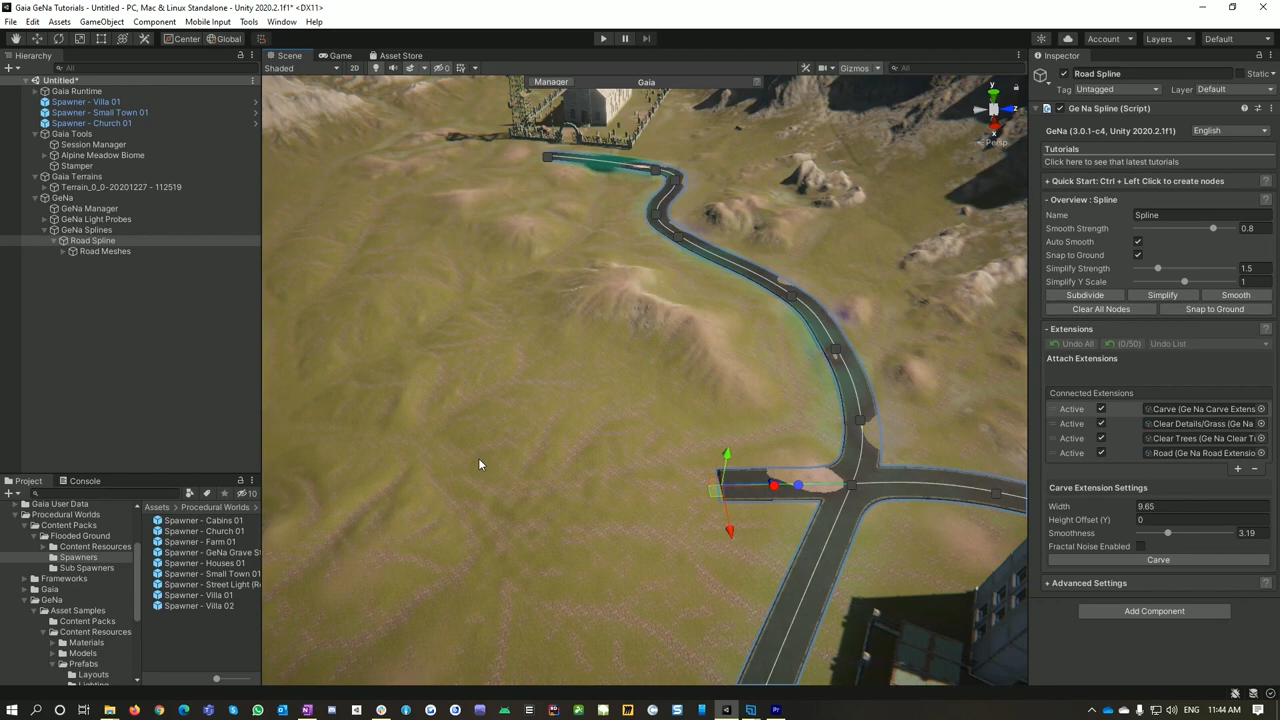 Gaia GeNa Tutorials - Untitled - PC, Mac & Linux Standalone - Unity 2020.2.1f1* <DX11>
File Edit Assets GameObject Component Mobile Input Tools Window Help
Center Global Account Layers Default
Hierarchy Scene Game Asset Store Inspector
All
Shaded 2D 0 Gizmos All
Untitled*
Gaia Runtime
Spawner - Villa 01
Spawner - Small Town 01
Spawner - Church 01
Gaia Tools
Session Manager
Alpine Meadow Biome
Stamper
Gaia Terrains
Terrain_0_0-20201227 - 112519
GeNa
GeNa Manager
GeNa Light Probes
GeNa Splines
Road Spline
Road Meshes
Manager Gaia
y
z
x
Persp
Road Spline Static
Tag Untagged Layer Default
Ge Na Spline (Script)
GeNa (3.0.1-c4, Unity 2020.2.1f1) English
Tutorials
Click here to see that latest tutorials
+ Quick Start: Ctrl + Left Click to create nodes ?
- Overview : Spline ?
Name Spline
Smooth Strength 0.8
Auto Smooth
Snap to Ground
Simplify Strength 1.5
Simplify Y Scale 1
Subdivide Simplify Smooth
Clear All Nodes Snap to Ground
- Extensions ?
Undo All (0/50) Undo List
Attach Extensions
Connected Extensions
Active Carve (Ge Na Carve Extens
Active Clear Details/Grass (Ge Na
Active Clear Trees (Ge Na Clear T
Active Road (Ge Na Road Extensio
+ -
Carve Extension Settings
Width 9.65
Height Offset (Y) 0
Smoothness 3.19
Fractal Noise Enabled
Carve
+ Advanced Settings ?
Add Component
Project Console
10
Gaia User Data
Procedural Worlds
Content Packs
Flooded Ground
Content Resources
Spawners
Sub Spawners
Frameworks
Gaia
GeNa
Asset Samples
Content Packs
Content Resources
Materials
Models
Prefabs
Layouts
Assets > Procedural Worlds
Spawner - Cabins 01
Spawner - Church 01
Spawner - Farm 01
Spawner - GeNa Grave S
Spawner - Houses 01
Spawner - Small Town 01
Spawner - Street Light (R
Spawner - Villa 01
Spawner - Villa 02
ENG 11:44 AM